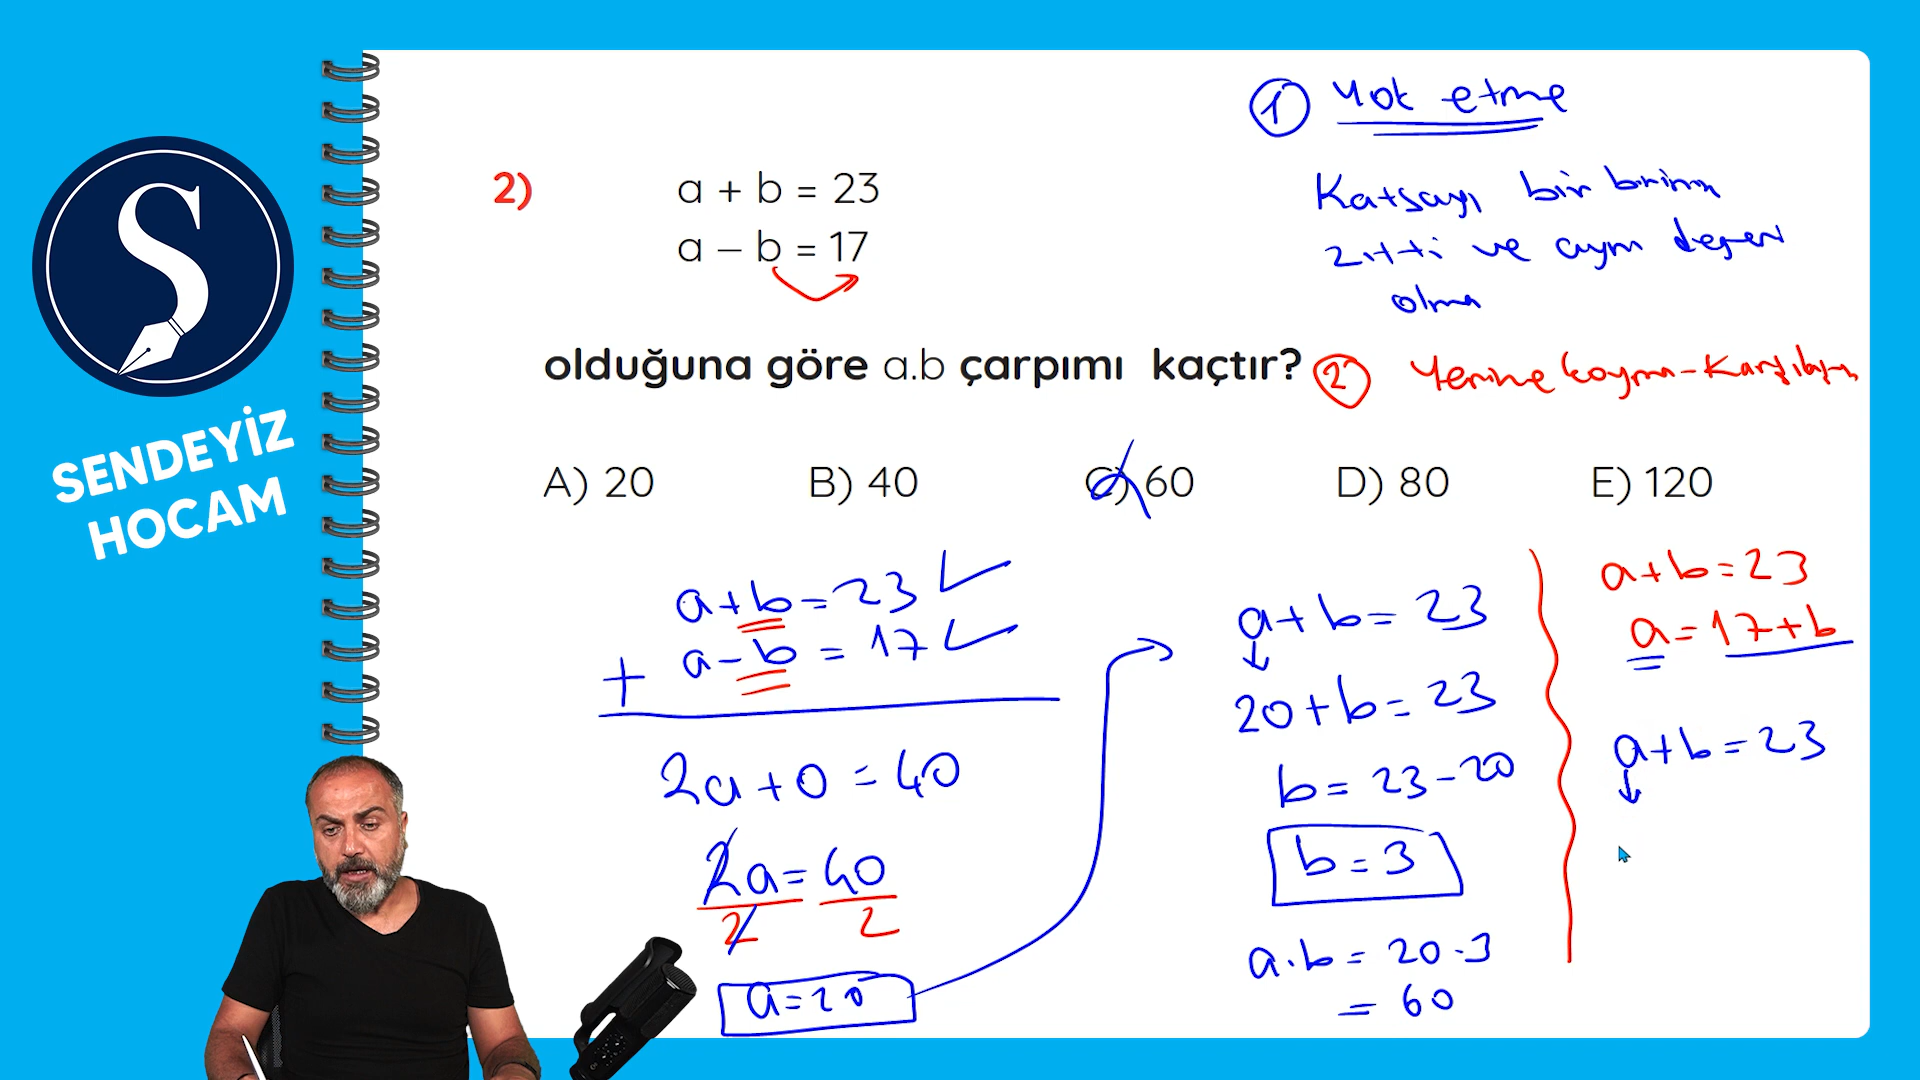 SENDEYİZ
HOCAM
2)
a + b = 23
a – b = 17
olduğuna göre a.b çarpımı kaçtır?
A) 20 B) 40 C) 60 D) 80 E) 120
1 Yok etme
Katsayı bir birinin
zıttı ve aynı değeri
olma
2 Yerine koyma -
a+b=23
+ a-b = 17
2a+0=40
2a=40
2 2
a=20
a+b=23
20+b=23
b=23-20
b=3
a.b=20.3
=60
a+b=23
a=17+b
a+b=23